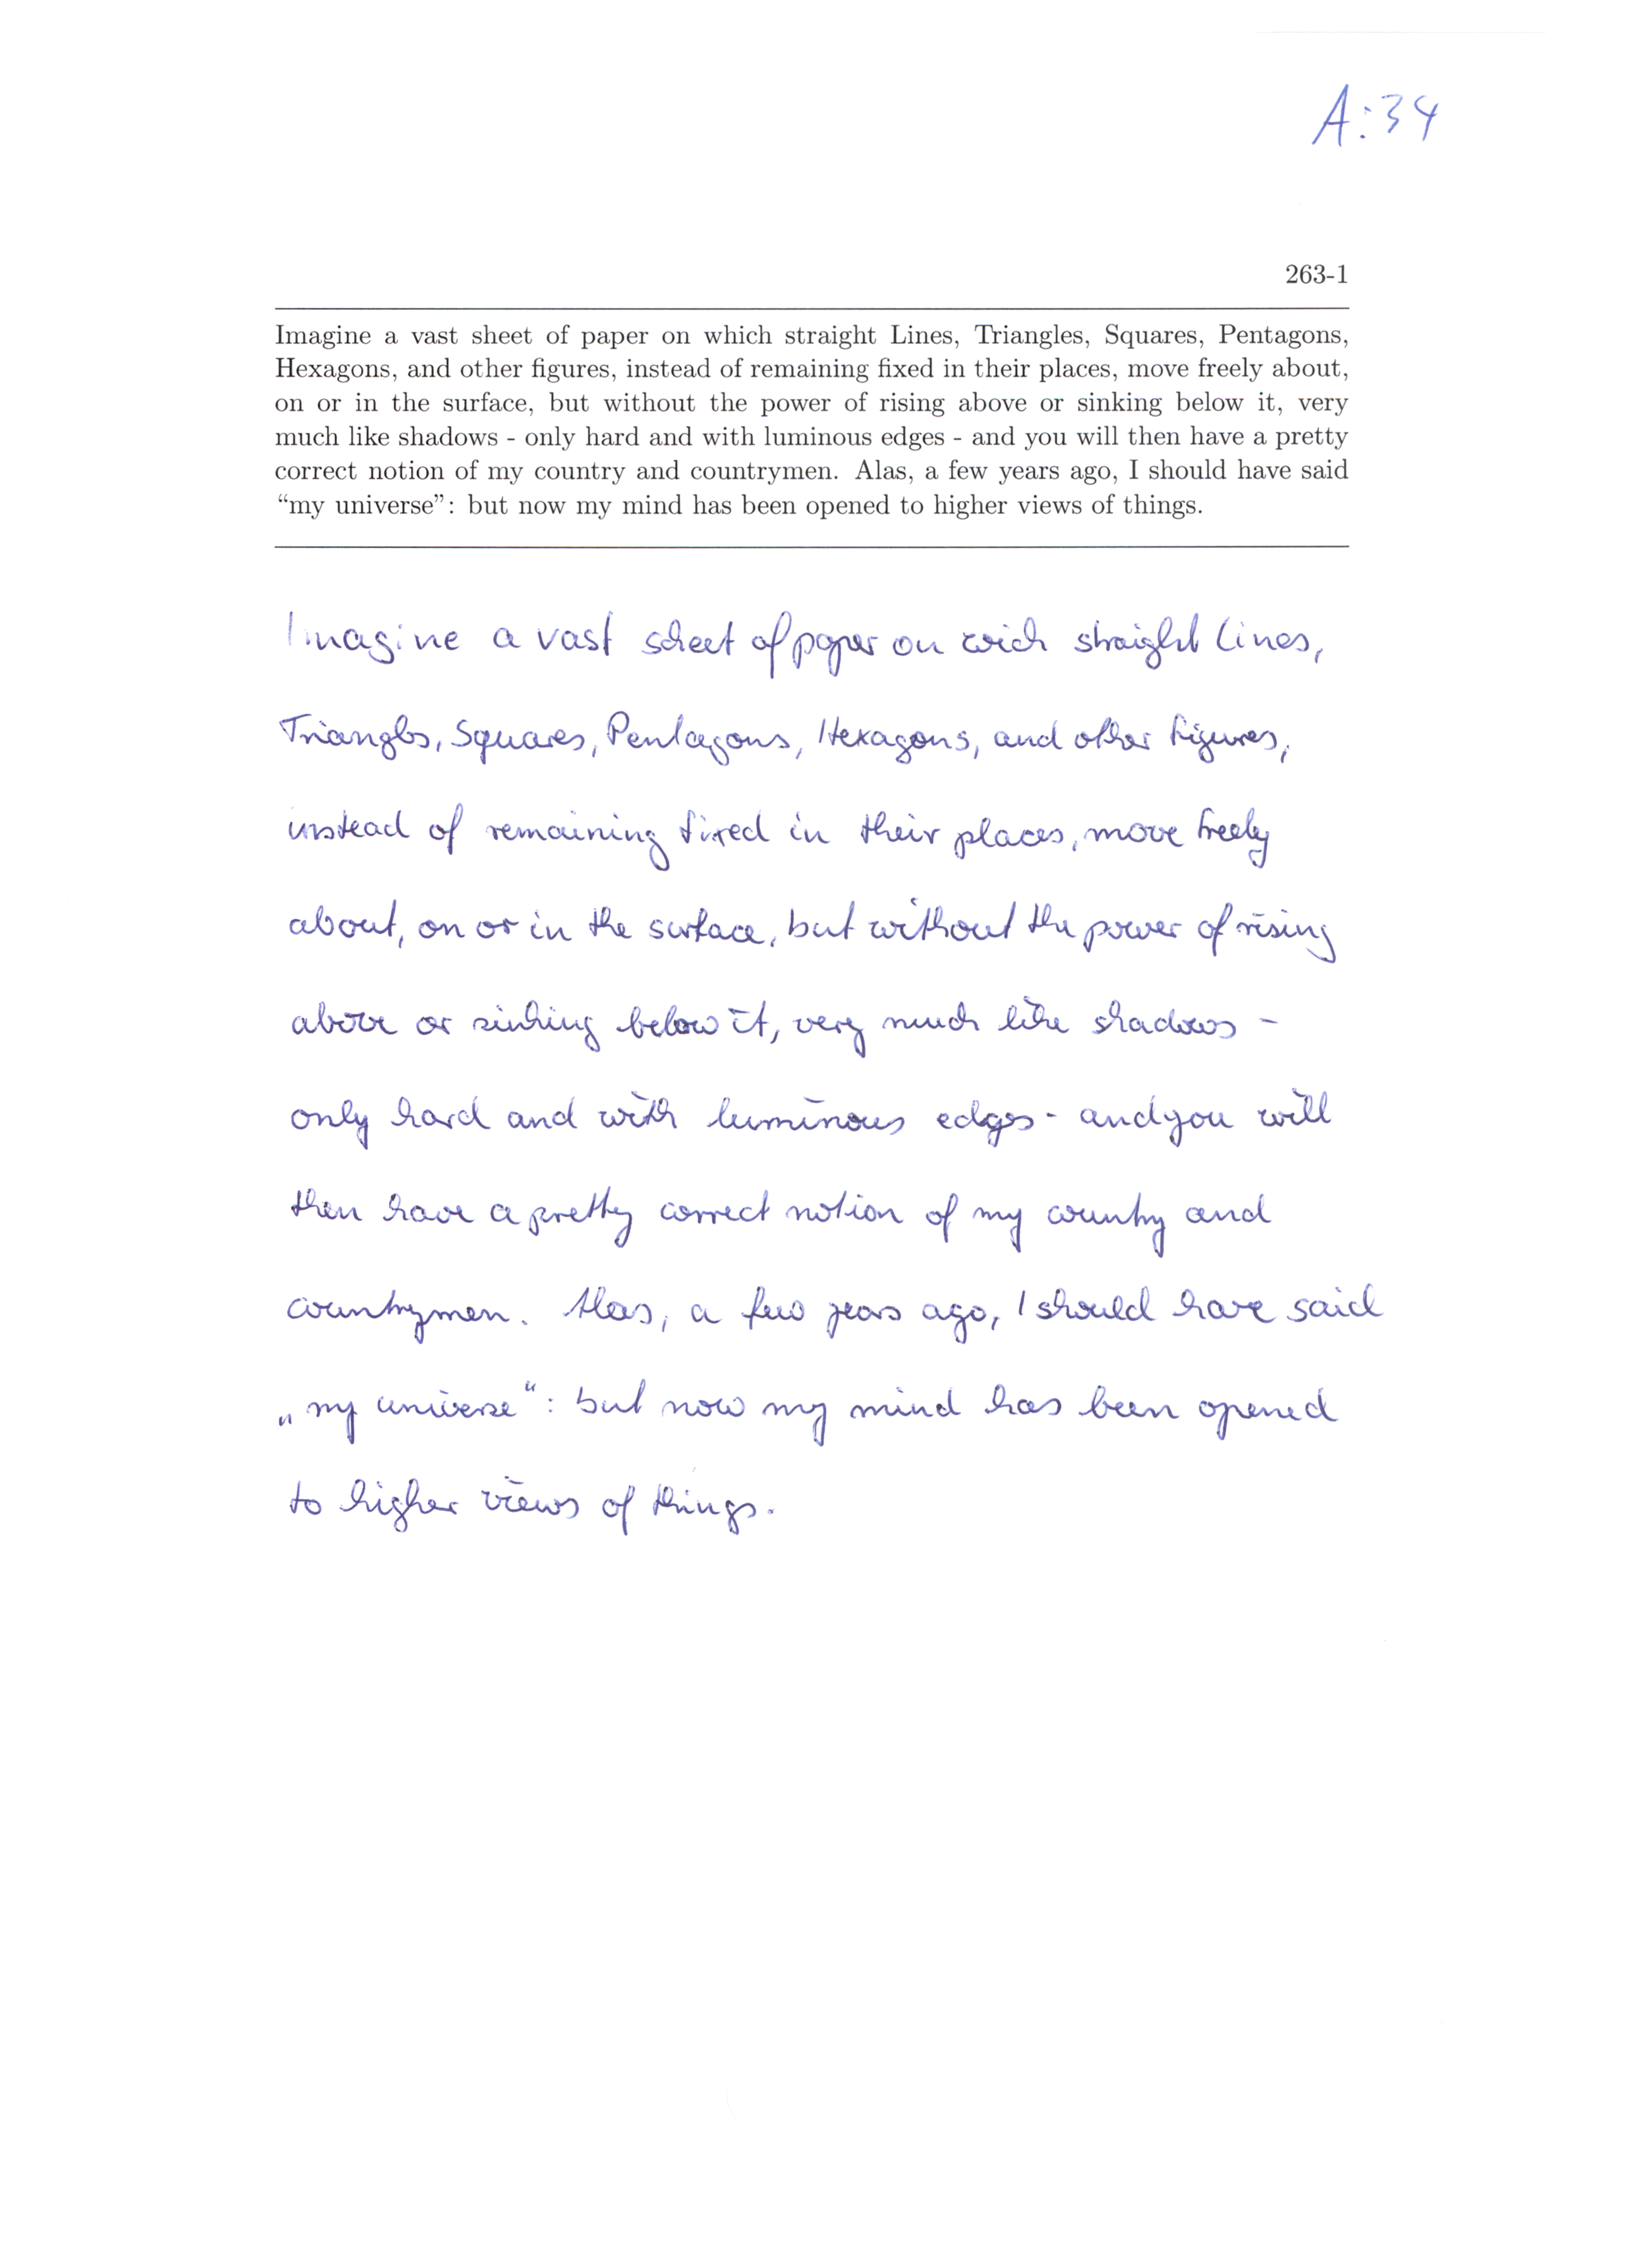 A:34
263-1
Imagine a vast sheet of paper on which straight Lines, Triangles, Squares, Pentagons,
Hexagons, and other figures, instead of remaining fixed in their places, move freely about,
on or in the surface, but without the power of rising above or sinking below it, very
much like shadows - only hard and with luminous edges - and you will then have a pretty
correct notion of my country and countrymen. Alas, a few years ago, I should have said
“my universe”: but now my mind has been opened to higher views of things.
Imagine a vast scheet of paper on wich straight Lines,
Triangles, Squares, Pentagons, Hexagons, and other figures,
instead of remaining fixed in their places, move freely
about, on or in the surface, but without the power of rising
above or sinking below it, very much like shadows -
only hard and with luminous edges - and you will
then have a pretty correct notion of my country and
countrymen. Alas, a few years ago, I should have said
„my universe“: but now my mind has been opened
to higher views of things.